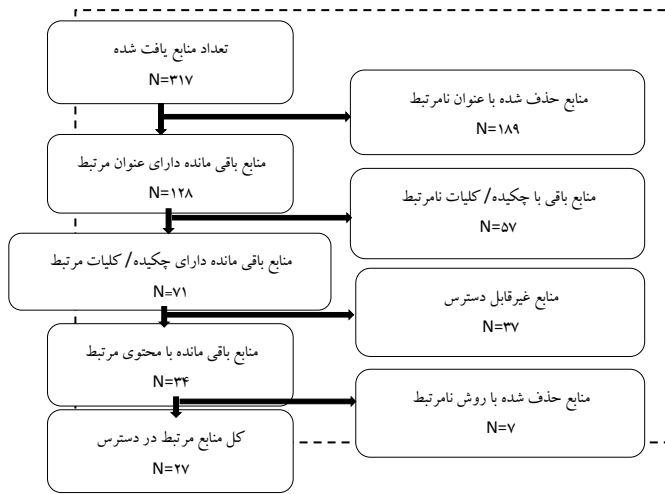 تعداد منابع یافت شده
N=۳۱۷
منابع حذف شده با عنوان نامرتبط
N=۱۸۹
منابع باقی مانده دارای عنوان مرتبط
N=۱۲۸
منابع باقی با چکیده/ کلیات نامرتبط
N=۵۷
منابع باقی مانده دارای چکیده/ کلیات مرتبط
N=۷۱
منابع غیرقابل دسترس
N=۳۷
منابع باقی مانده با محتوی مرتبط
N=۳۴
منابع حذف شده با روش نامرتبط
N=۷
کل منابع مرتبط در دسترس
N=۲۷